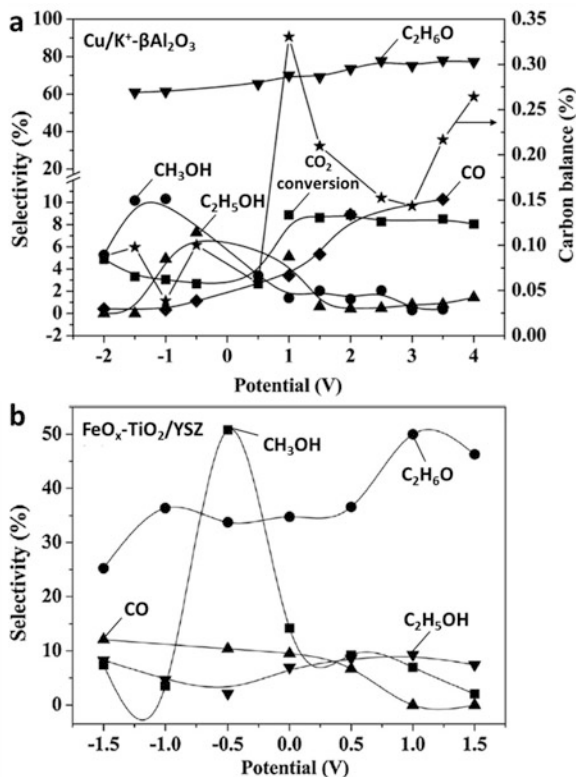 a
Cu/K⁺-βAl₂O₃
C₂H₆O
CH₃OH
C₂H₅OH
CO₂
conversion
CO
Selectivity (%)
100
80
60
40
20
10
8
6
4
2
0
-2
Carbon balance (%)
0.35
0.30
0.25
0.20
0.15
0.10
0.05
0.00
-2 -1 0 1 2 3 4
Potential (V)
b
FeOₓ-TiO₂/YSZ
CH₃OH
C₂H₆O
CO
C₂H₅OH
Selectivity (%)
50
40
30
20
10
0
-1.5 -1.0 -0.5 0.0 0.5 1.0 1.5
Potential (V)